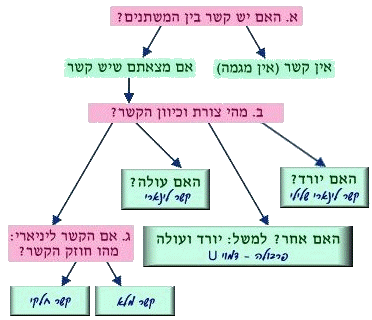 א. האם יש קשר בין המשתנים?
אין קשר (אין מגמה)
אם מצאתם שיש קשר
ב. מהי צורת וכיוון הקשר?
האם יורד?
קשר לינארי שלילי
האם עולה?
קשר לינארי
האם אחר? למשל: יורד ועולה
פרבולה - דמוי U
ג. אם הקשר ליניארי:
מהו חוזק הקשר?
קשר מלא
קשר חלקי